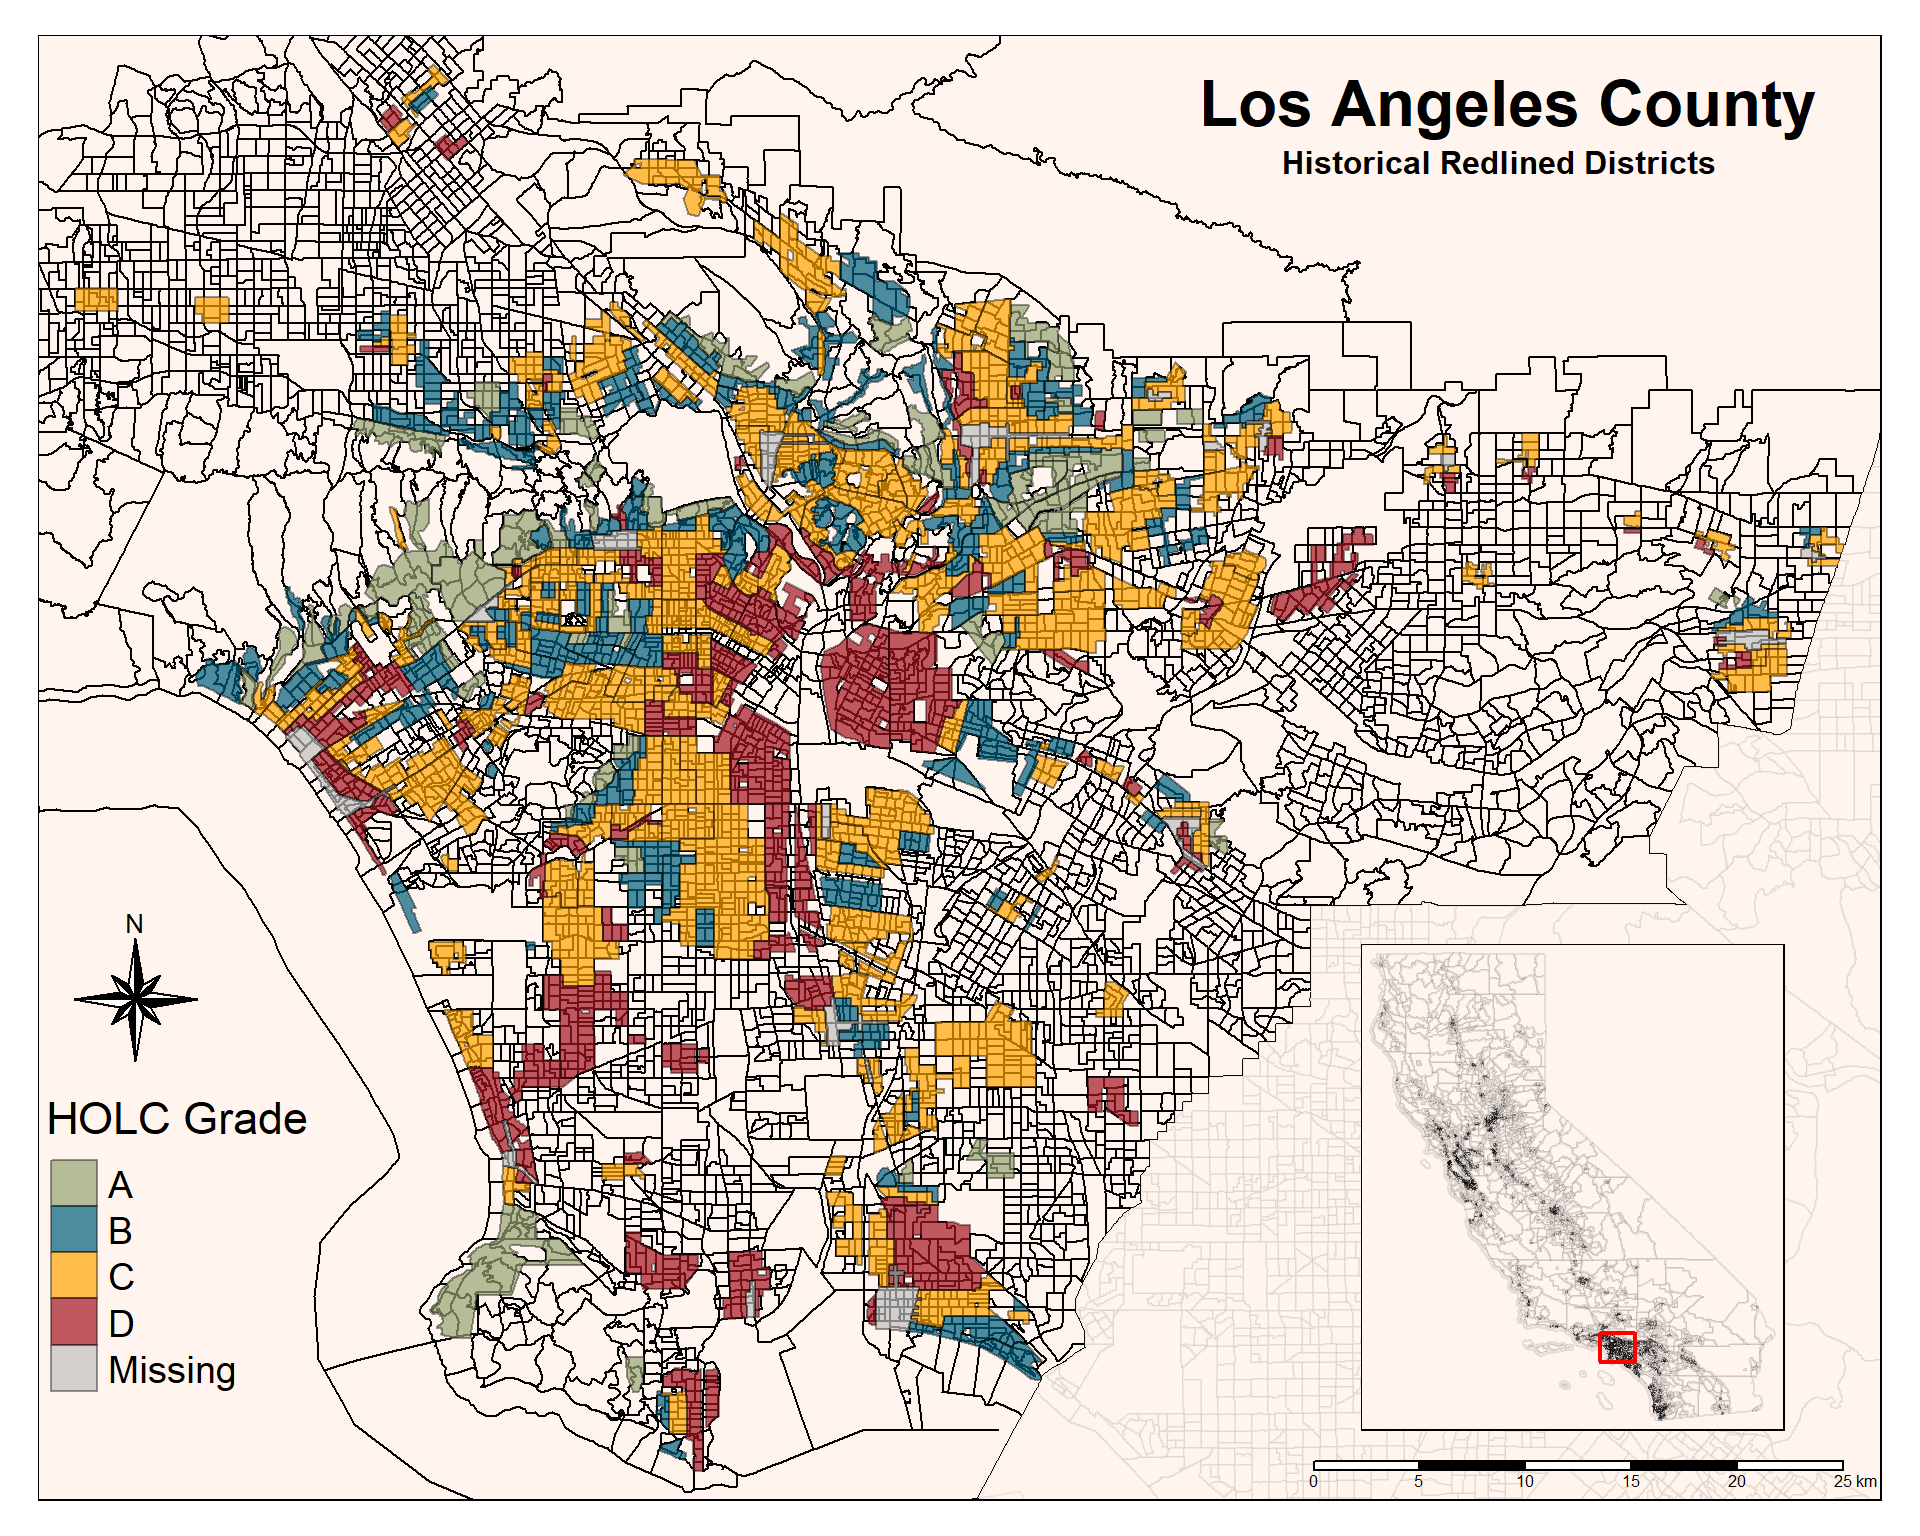 Los Angeles County
Historical Redlined Districts
N
HOLC Grade
A
B
C
D
Missing
0 5 10 15 20 25 km